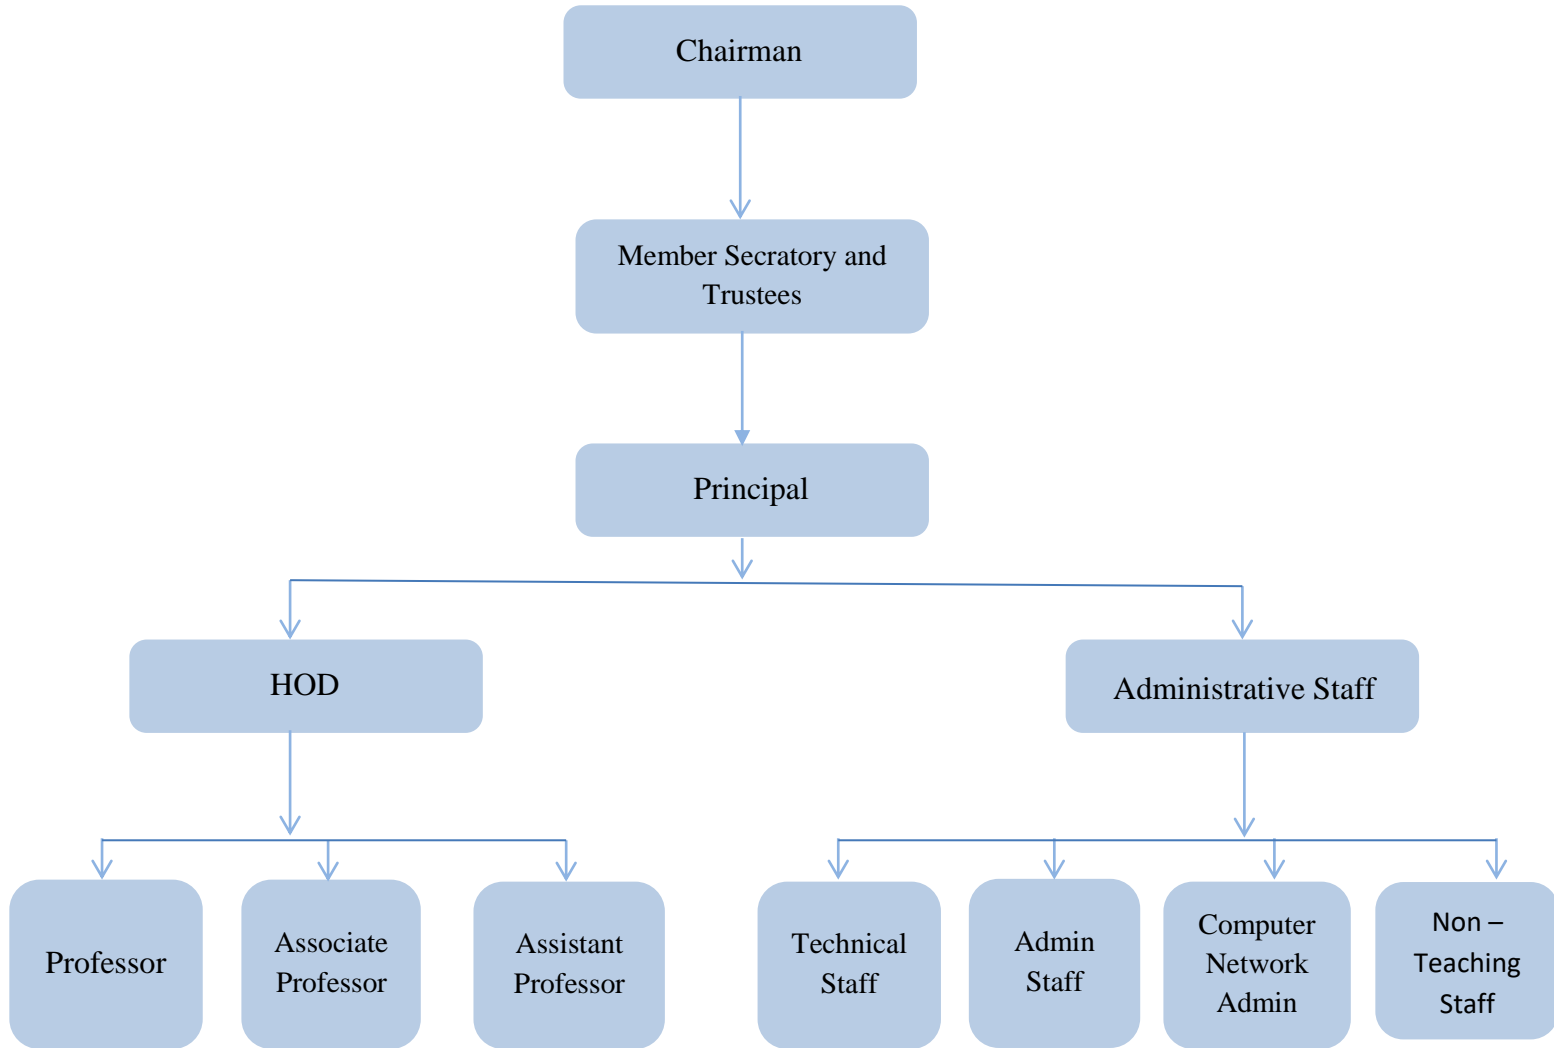 Chairman
Member Secratory and
Trustees
Principal
HOD
Administrative Staff
Professor
Associate
Professor
Assistant
Professor
Technical
Staff
Admin
Staff
Computer
Network
Admin
Non –
Teaching
Staff